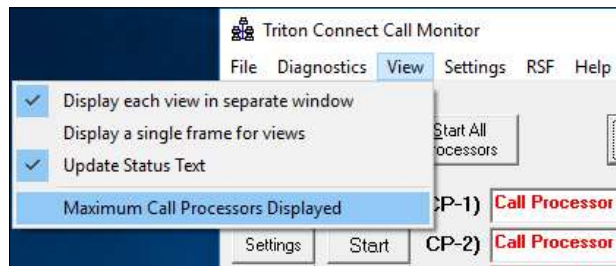 Triton Connect Call Monitor
File Diagnostics View Settings RSF Help
Display each view in separate window
Display a single frame for views
Update Status Text
Maximum Call Processors Displayed
Start All
ocessors
CP-1) Call Processor
Settings Start CP-2) Call Processor